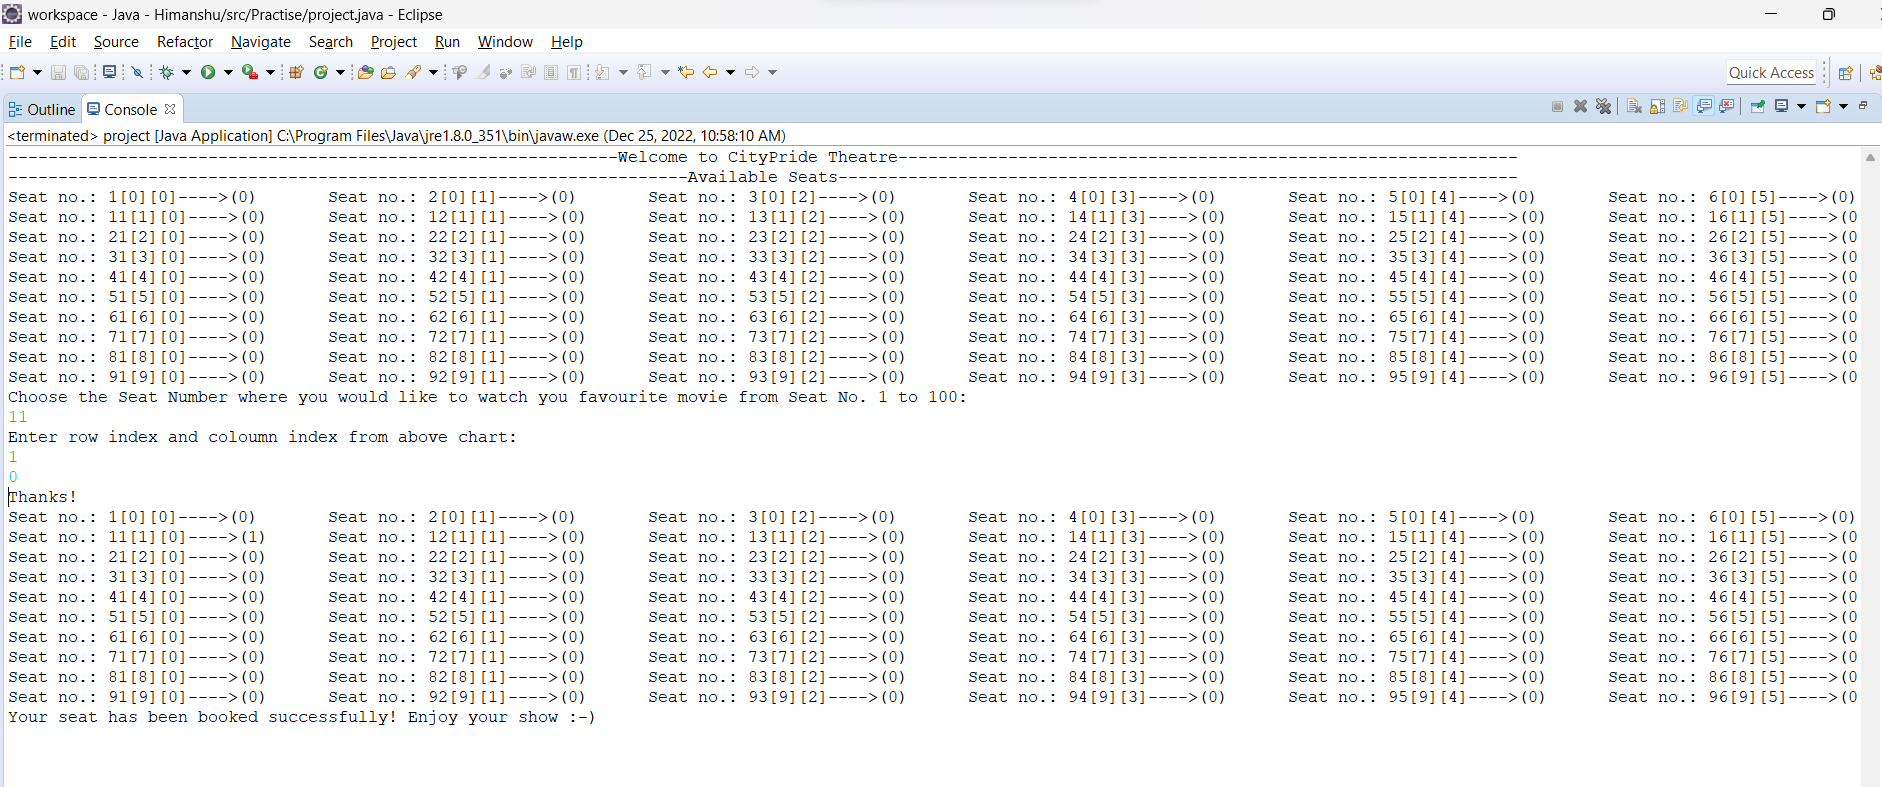 workspace - Java - Himanshu/src/Practise/project.java - Eclipse
File Edit Source Refactor Navigate Search Project Run Window Help
Quick Access
Outline Console
<terminated> project [Java Application] C:\Program Files\Java\jre1.8.0_351\bin\javaw.exe (Dec 25, 2022, 10:58:10 AM)
-------------------------------------------------------------Welcome to CityPride Theatre--------------------------------------------------------------
--------------------------------------------------------------------Available Seats--------------------------------------------------------------------
Seat no.: 1[0][0]---->(0) Seat no.: 2[0][1]---->(0) Seat no.: 3[0][2]---->(0) Seat no.: 4[0][3]---->(0) Seat no.: 5[0][4]---->(0) Seat no.: 6[0][5]---->(0)
Seat no.: 11[1][0]---->(0) Seat no.: 12[1][1]---->(0) Seat no.: 13[1][2]---->(0) Seat no.: 14[1][3]---->(0) Seat no.: 15[1][4]---->(0) Seat no.: 16[1][5]---->(0
Seat no.: 21[2][0]---->(0) Seat no.: 22[2][1]---->(0) Seat no.: 23[2][2]---->(0) Seat no.: 24[2][3]---->(0) Seat no.: 25[2][4]---->(0) Seat no.: 26[2][5]---->(0
Seat no.: 31[3][0]---->(0) Seat no.: 32[3][1]---->(0) Seat no.: 33[3][2]---->(0) Seat no.: 34[3][3]---->(0) Seat no.: 35[3][4]---->(0) Seat no.: 36[3][5]---->(0
Seat no.: 41[4][0]---->(0) Seat no.: 42[4][1]---->(0) Seat no.: 43[4][2]---->(0) Seat no.: 44[4][3]---->(0) Seat no.: 45[4][4]---->(0) Seat no.: 46[4][5]---->(0
Seat no.: 51[5][0]---->(0) Seat no.: 52[5][1]---->(0) Seat no.: 53[5][2]---->(0) Seat no.: 54[5][3]---->(0) Seat no.: 55[5][4]---->(0) Seat no.: 56[5][5]---->(0
Seat no.: 61[6][0]---->(0) Seat no.: 62[6][1]---->(0) Seat no.: 63[6][2]---->(0) Seat no.: 64[6][3]---->(0) Seat no.: 65[6][4]---->(0) Seat no.: 66[6][5]---->(0
Seat no.: 71[7][0]---->(0) Seat no.: 72[7][1]---->(0) Seat no.: 73[7][2]---->(0) Seat no.: 74[7][3]---->(0) Seat no.: 75[7][4]---->(0) Seat no.: 76[7][5]---->(0
Seat no.: 81[8][0]---->(0) Seat no.: 82[8][1]---->(0) Seat no.: 83[8][2]---->(0) Seat no.: 84[8][3]---->(0) Seat no.: 85[8][4]---->(0) Seat no.: 86[8][5]---->(0
Seat no.: 91[9][0]---->(0) Seat no.: 92[9][1]---->(0) Seat no.: 93[9][2]---->(0) Seat no.: 94[9][3]---->(0) Seat no.: 95[9][4]---->(0) Seat no.: 96[9][5]---->(0
Choose the Seat Number where you would like to watch you favourite movie from Seat No. 1 to 100:
11
Enter row index and coloumn index from above chart:
1
0
Thanks!
Seat no.: 1[0][0]---->(0) Seat no.: 2[0][1]---->(0) Seat no.: 3[0][2]---->(0) Seat no.: 4[0][3]---->(0) Seat no.: 5[0][4]---->(0) Seat no.: 6[0][5]---->(0)
Seat no.: 11[1][0]---->(1) Seat no.: 12[1][1]---->(0) Seat no.: 13[1][2]---->(0) Seat no.: 14[1][3]---->(0) Seat no.: 15[1][4]---->(0) Seat no.: 16[1][5]---->(0
Seat no.: 21[2][0]---->(0) Seat no.: 22[2][1]---->(0) Seat no.: 23[2][2]---->(0) Seat no.: 24[2][3]---->(0) Seat no.: 25[2][4]---->(0) Seat no.: 26[2][5]---->(0
Seat no.: 31[3][0]---->(0) Seat no.: 32[3][1]---->(0) Seat no.: 33[3][2]---->(0) Seat no.: 34[3][3]---->(0) Seat no.: 35[3][4]---->(0) Seat no.: 36[3][5]---->(0
Seat no.: 41[4][0]---->(0) Seat no.: 42[4][1]---->(0) Seat no.: 43[4][2]---->(0) Seat no.: 44[4][3]---->(0) Seat no.: 45[4][4]---->(0) Seat no.: 46[4][5]---->(0
Seat no.: 51[5][0]---->(0) Seat no.: 52[5][1]---->(0) Seat no.: 53[5][2]---->(0) Seat no.: 54[5][3]---->(0) Seat no.: 55[5][4]---->(0) Seat no.: 56[5][5]---->(0
Seat no.: 61[6][0]---->(0) Seat no.: 62[6][1]---->(0) Seat no.: 63[6][2]---->(0) Seat no.: 64[6][3]---->(0) Seat no.: 65[6][4]---->(0) Seat no.: 66[6][5]---->(0
Seat no.: 71[7][0]---->(0) Seat no.: 72[7][1]---->(0) Seat no.: 73[7][2]---->(0) Seat no.: 74[7][3]---->(0) Seat no.: 75[7][4]---->(0) Seat no.: 76[7][5]---->(0
Seat no.: 81[8][0]---->(0) Seat no.: 82[8][1]---->(0) Seat no.: 83[8][2]---->(0) Seat no.: 84[8][3]---->(0) Seat no.: 85[8][4]---->(0) Seat no.: 86[8][5]---->(0
Seat no.: 91[9][0]---->(0) Seat no.: 92[9][1]---->(0) Seat no.: 93[9][2]---->(0) Seat no.: 94[9][3]---->(0) Seat no.: 95[9][4]---->(0) Seat no.: 96[9][5]---->(0
Your seat has been booked successfully! Enjoy your show :-)